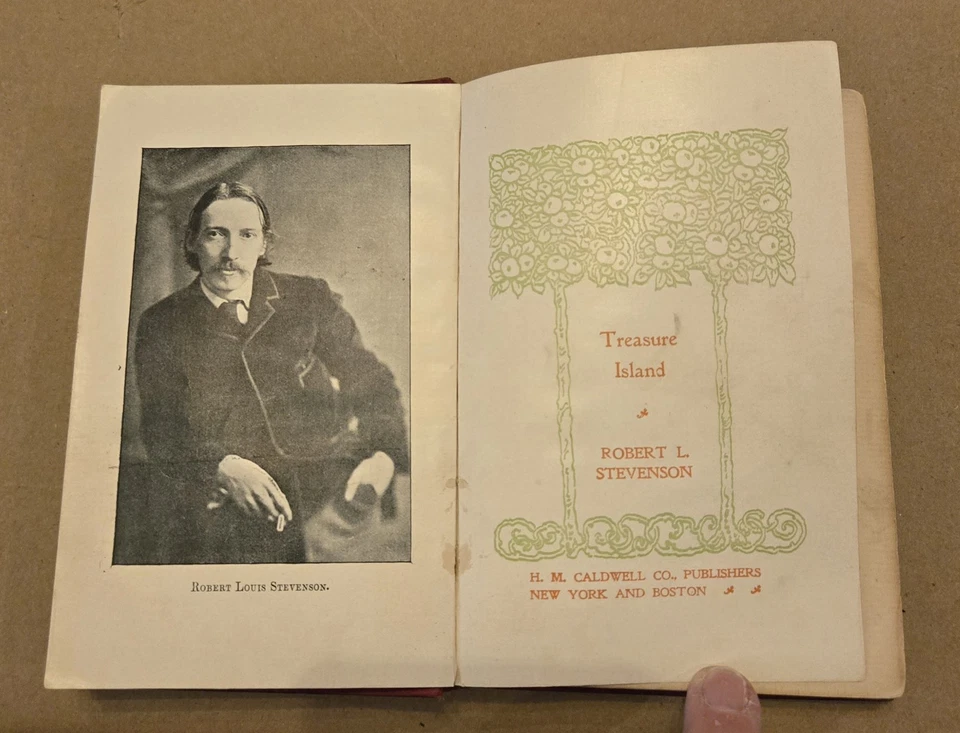 Robert Louis Stevenson.
Treasure
Island
ROBERT L.
STEVENSON
H. M. CALDWELL CO., PUBLISHERS
NEW YORK AND BOSTON